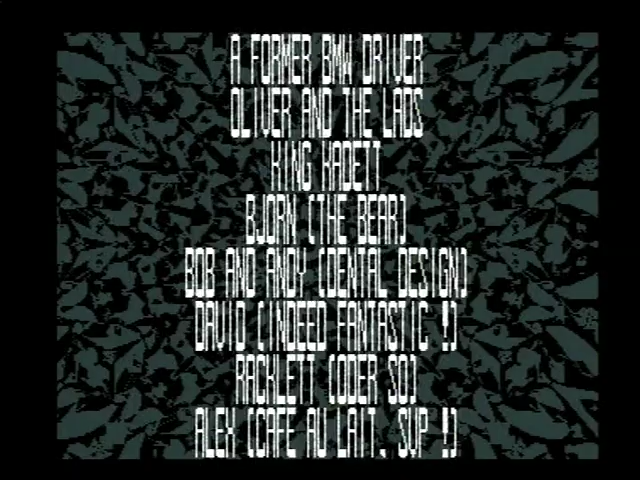 A FORMER BMW DRIVER
OLIVER AND THE LADS
KING KADETT
BJORN (THE BEAR)
BOB AND ANDY (DENTAL DESIGN)
DAVID (INDEED FANTASTIC !)
RACKLETT (ODER SO)
ALEX (CAFE AU LAIT, SVP !)